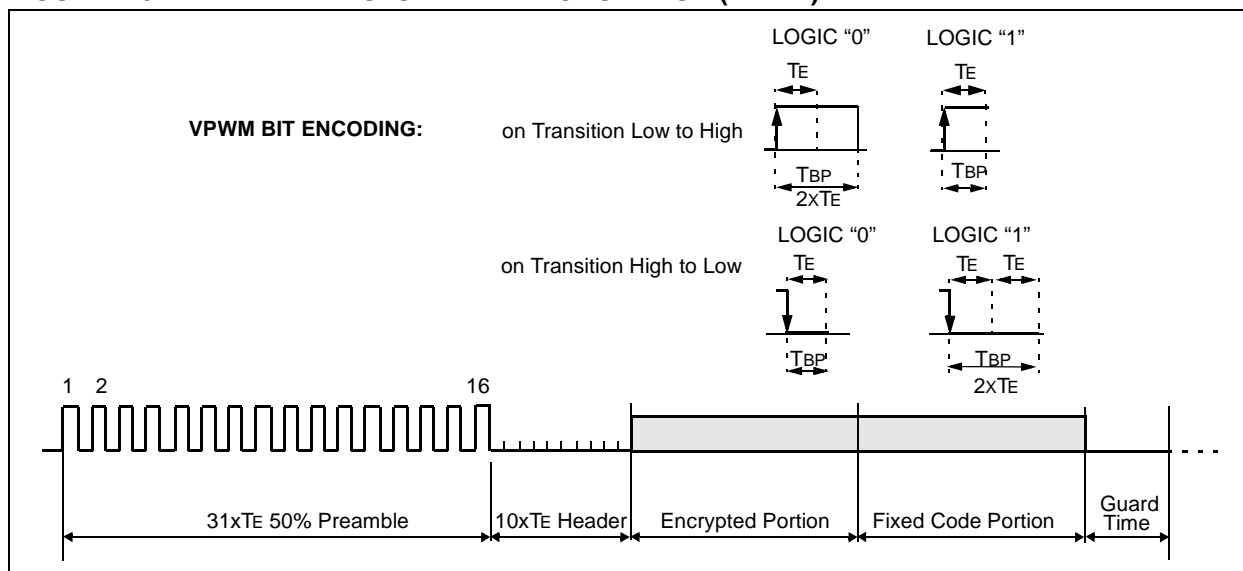 LOGIC “0” LOGIC “1”
TE TE
VPWM BIT ENCODING: on Transition Low to High
TBP TBP
2XTE
LOGIC “0” LOGIC “1”
on Transition High to Low TE TE TE
TBP TBP
2XTE
1 2 16
31xTE 50% Preamble 10xTE Header Encrypted Portion Fixed Code Portion Guard
Time